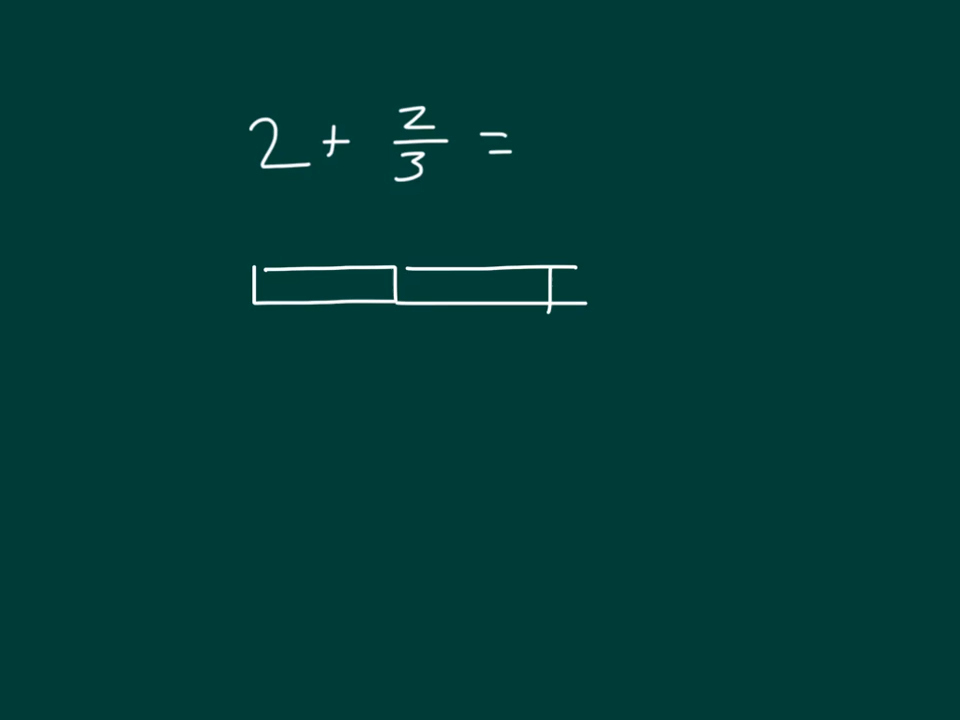 2 + 2/3 =